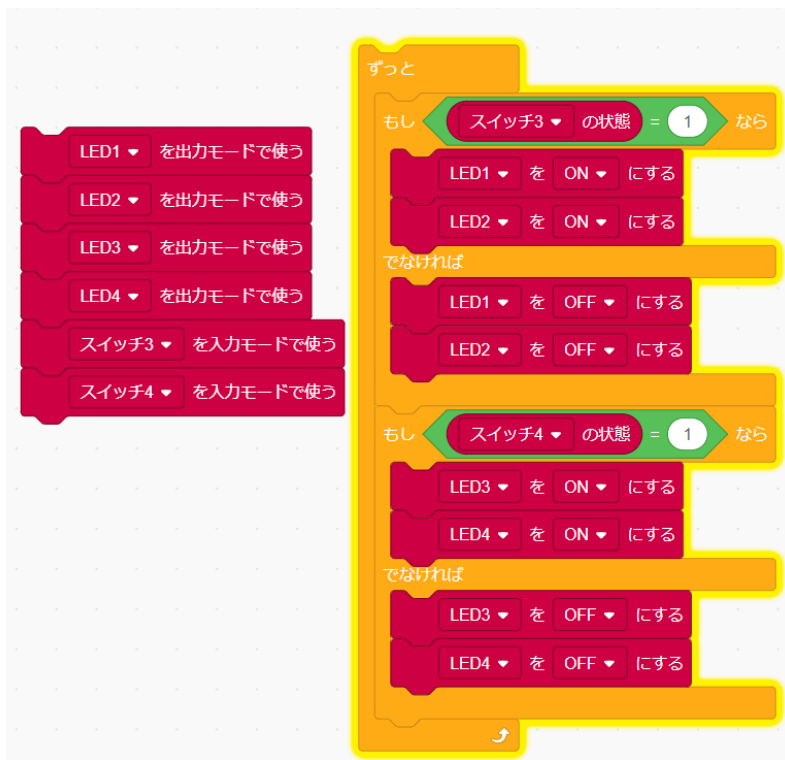 LED1 を出力モードで使う
LED2 を出力モードで使う
LED3 を出力モードで使う
LED4 を出力モードで使う
スイッチ3 を入力モードで使う
スイッチ4 を入力モードで使う
ずっと
もし スイッチ3 の状態 = 1 なら
LED1 を ON にする
LED2 を ON にする
でなければ
LED1 を OFF にする
LED2 を OFF にする
もし スイッチ4 の状態 = 1 なら
LED3 を ON にする
LED4 を ON にする
でなければ
LED3 を OFF にする
LED4 を OFF にする